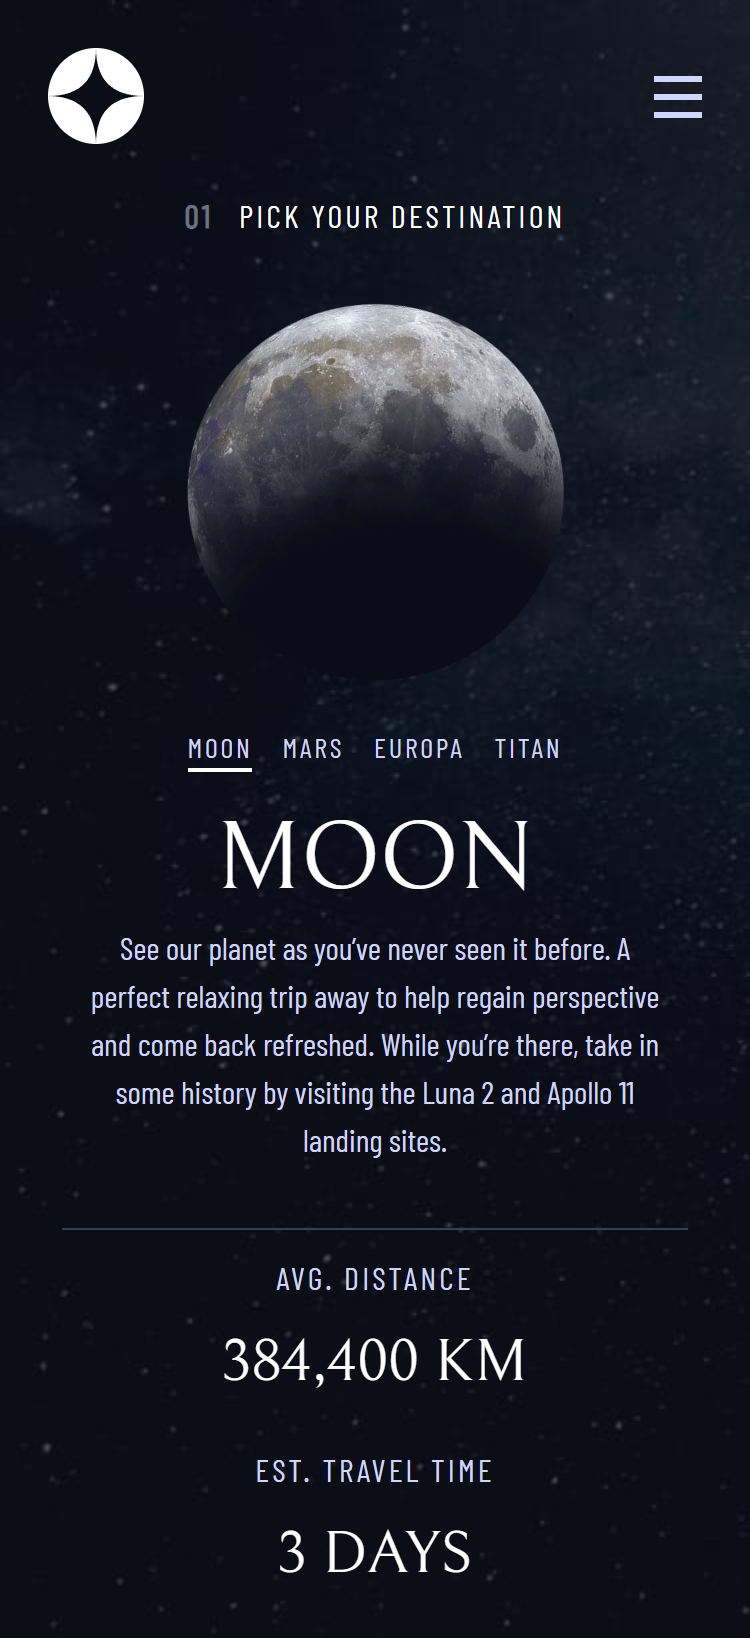 01 PICK YOUR DESTINATION
MOON MARS EUROPA TITAN
MOON
See our planet as you’ve never seen it before. A
perfect relaxing trip away to help regain perspective
and come back refreshed. While you’re there, take in
some history by visiting the Luna 2 and Apollo 11
landing sites.
AVG. DISTANCE
384,400 KM
EST. TRAVEL TIME
3 DAYS